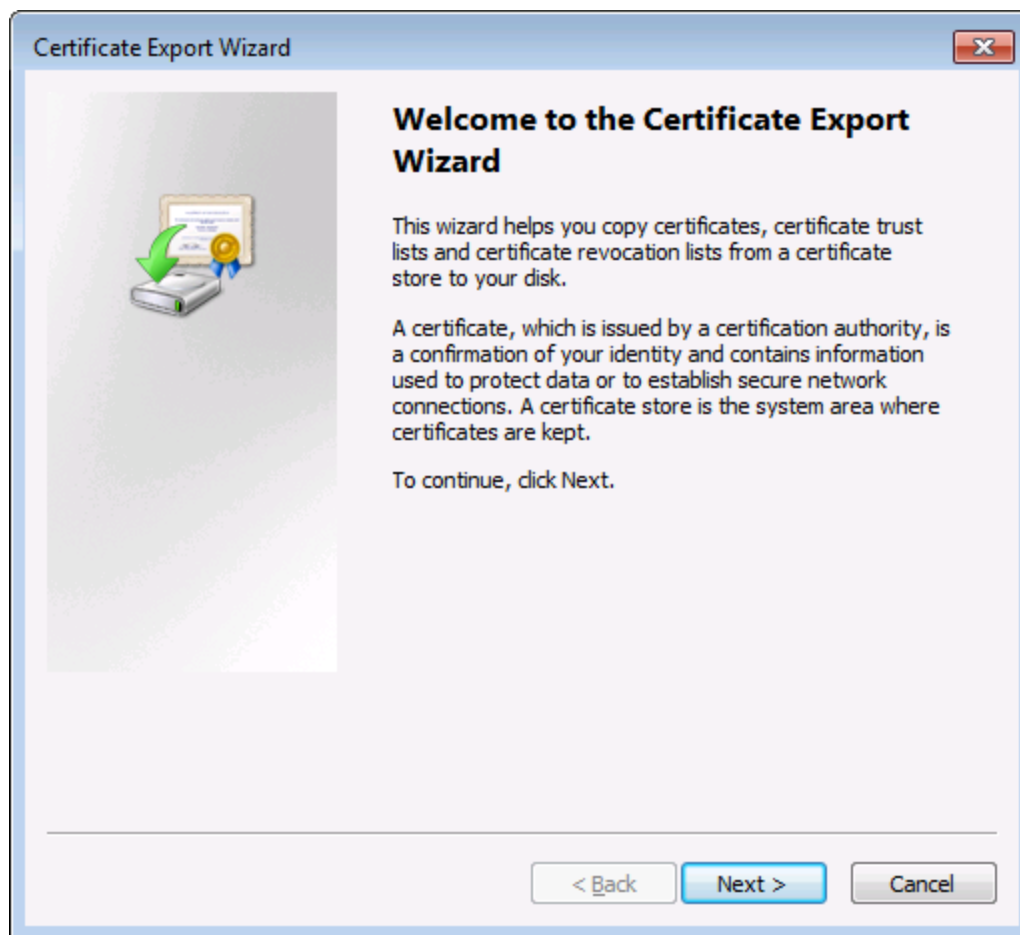 Certificate Export Wizard
Welcome to the Certificate Export
Wizard
This wizard helps you copy certificates, certificate trust
lists and certificate revocation lists from a certificate
store to your disk.
A certificate, which is issued by a certification authority, is
a confirmation of your identity and contains information
used to protect data or to establish secure network
connections. A certificate store is the system area where
certificates are kept.
To continue, click Next.
< Back
Next >
Cancel